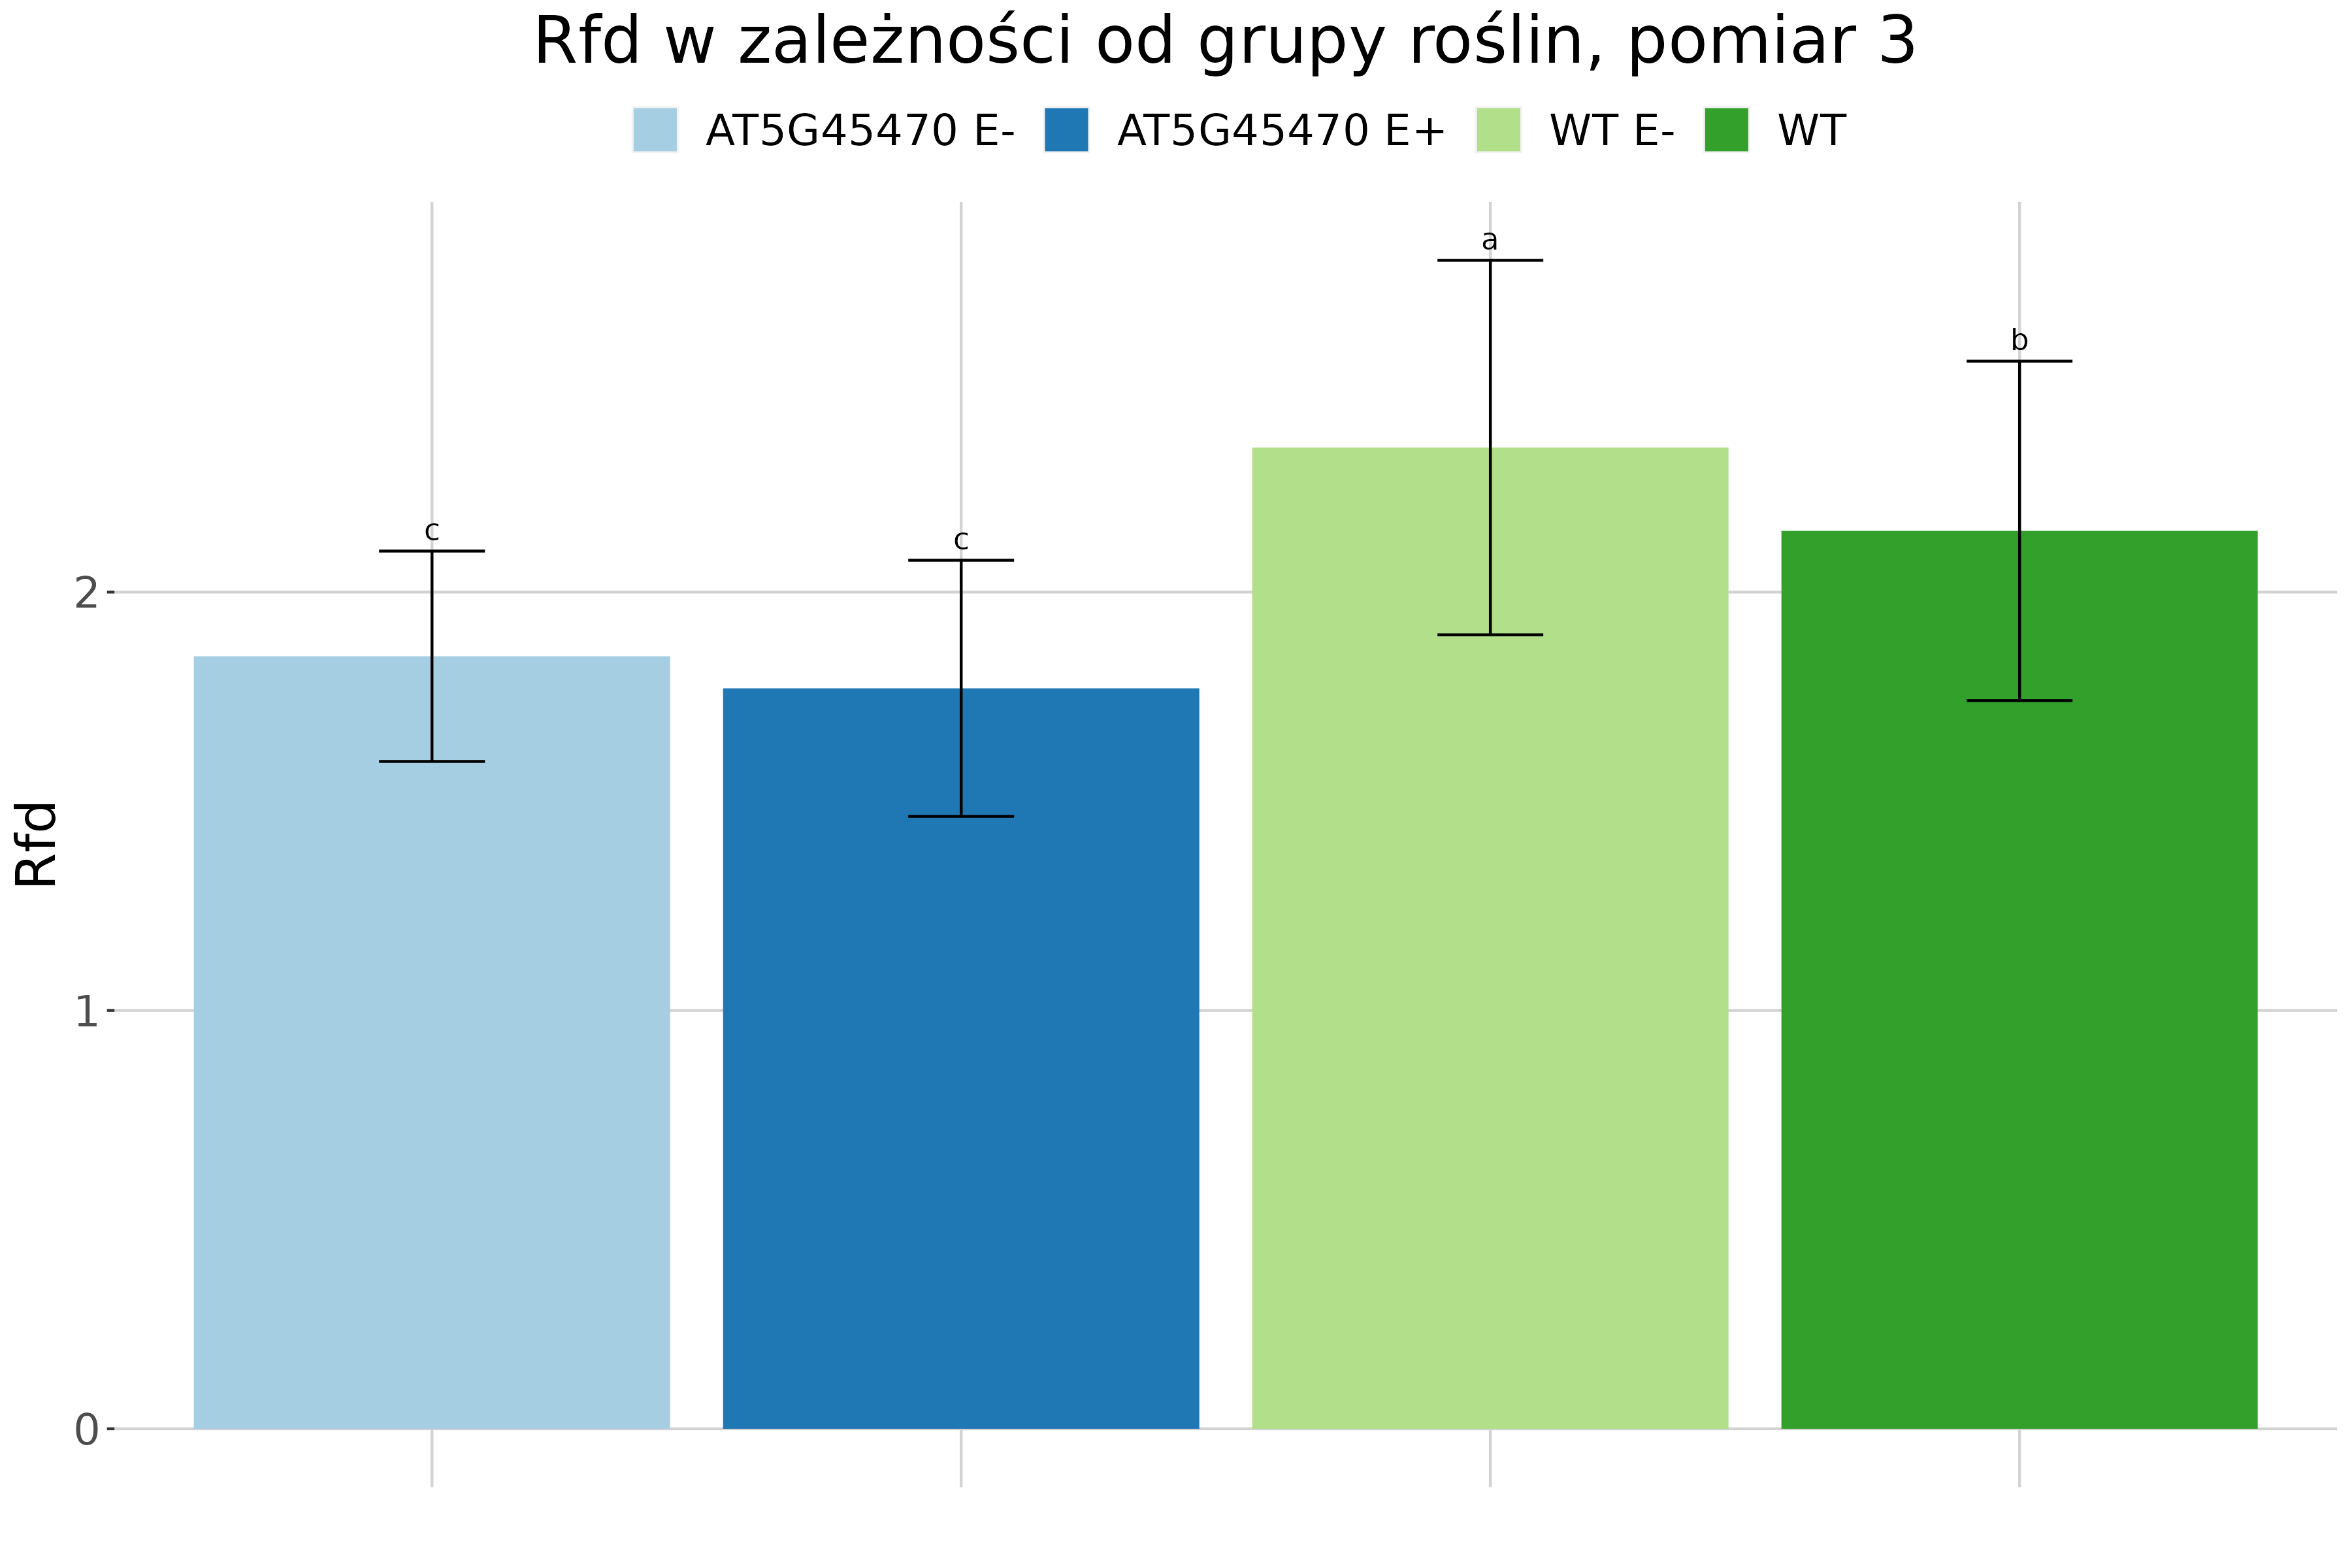 Rfd w zależności od grupy roślin, pomiar 3
AT5G45470 E- AT5G45470 E+ WT E- WT
a
b
c
c
2
1
0
Rfd